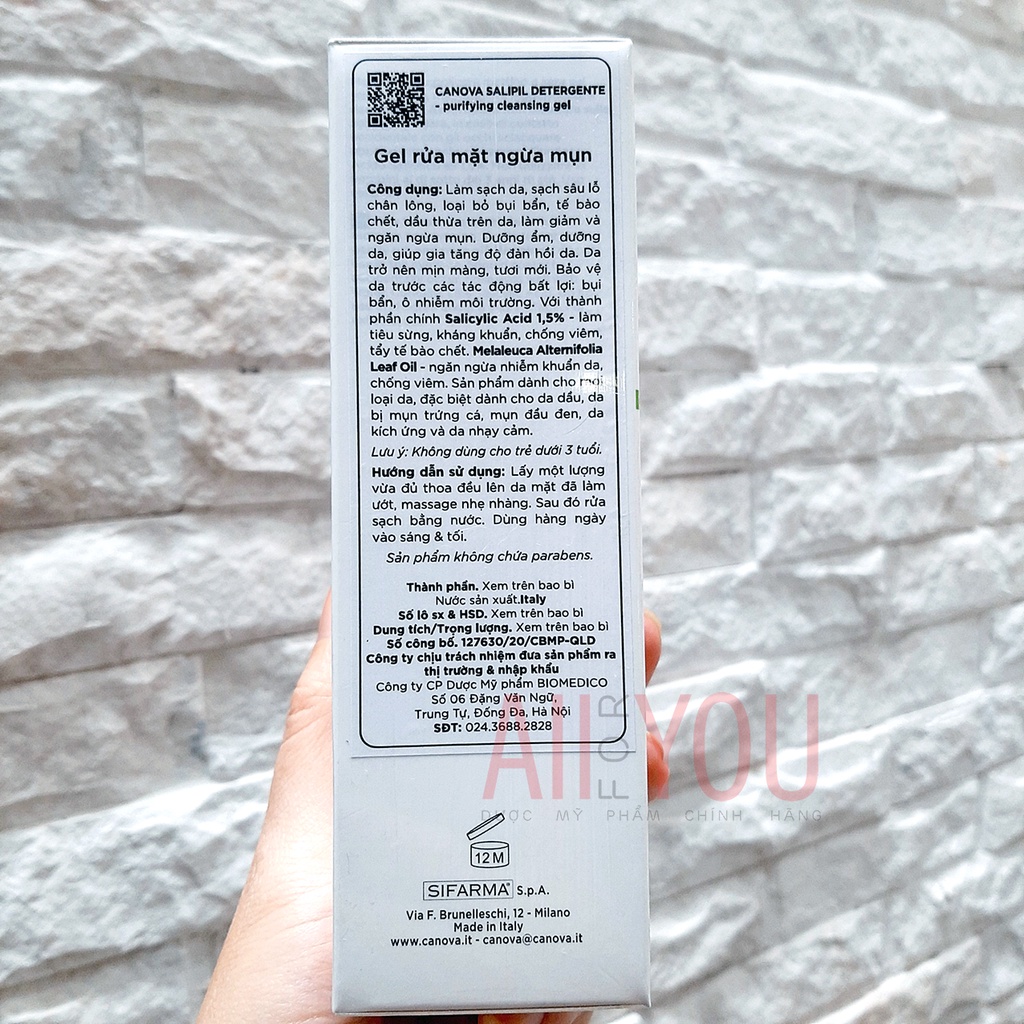 CANOVA SALIPIL DETERGENTE
- purifying cleansing gel
Gel rửa mặt ngừa mụn
Công dụng: Làm sạch da, sạch sâu lỗ
chân lông, loại bỏ bụi bẩn, tế bào
chết, dầu thừa trên da, làm giảm và
ngăn ngừa mụn. Dưỡng ẩm, dưỡng
da, giúp gia tăng độ đàn hồi da. Da
trở nên mịn màng, tươi mới. Bảo vệ
da trước các tác động bất lợi: bụi
bẩn, ô nhiễm môi trường. Với thành
phần chính Salicylic Acid 1,5% - làm
tiêu sừng, kháng khuẩn, chống viêm,
tẩy tế bào chết. Melaleuca Alternifolia
Leaf Oil - ngăn ngừa nhiễm khuẩn da,
chống viêm. Sản phẩm dành cho mọi
loại da, đặc biệt dành cho da dầu, da
bị mụn trứng cá, mụn đầu đen, da
kích ứng và da nhạy cảm.
Lưu ý: Không dùng cho trẻ dưới 3 tuổi.
Hướng dẫn sử dụng: Lấy một lượng
vừa đủ thoa đều lên da mặt đã làm
ướt, massage nhẹ nhàng. Sau đó rửa
sạch bằng nước. Dùng hàng ngày
vào sáng & tối.
Sản phẩm không chứa parabens.
Thành phần. Xem trên bao bì
Nước sản xuất.Italy
Số lô sx & HSD. Xem trên bao bì
Dung tích/Trọng lượng. Xem trên bao bì
Số công bố. 127630/20/CBMP-QLD
Công ty chịu trách nhiệm đưa sản phẩm ra
thị trường & nhập khẩu
Công ty CP Dược Mỹ phẩm BIOMEDICO
Số 06 Đặng Văn Ngữ,
Trung Tự, Đống Đa, Hà Nội
SĐT: 024.3688.2828
All FOR YOU
DƯỢC MỸ PHẨM CHÍNH HÃNG
12 M
SIFARMA S.p.A.
Via F. Brunelleschi, 12 - Milano
Made in Italy
www.canova.it - canova@canova.it